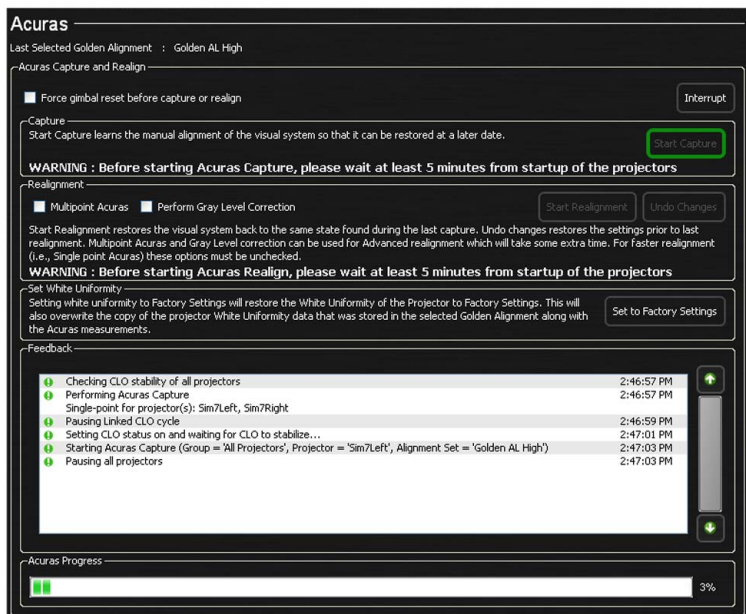 Acuras
Last Selected Golden Alignment : Golden AL High
Acuras Capture and Realign
Force gimbal reset before capture or realign
Interrupt
Capture
Start Capture learns the manual alignment of the visual system so that it can be restored at a later date.
Start Capture
WARNING : Before starting Acuras Capture, please wait at least 5 minutes from startup of the projectors
Realignment
Multipoint Acuras Perform Gray Level Correction Start Realignment Undo Changes
Start Realignment restores the visual system back to the same state found during the last capture. Undo changes restores the settings prior to last
realignment. Multipoint Acuras and Gray Level correction can be used for Advanced realignment which will take some extra time. For faster realignment
(i.e., Single point Acuras) these options must be unchecked.
WARNING : Before starting Acuras Realign, please wait at least 5 minutes from startup of the projectors
Set White Uniformity
Setting white uniformity to Factory Settings will restore the White Uniformity of the Projector to Factory Settings. This will
also overwrite the copy of the projector White Uniformity data that was stored in the selected Golden Alignment along with
the Acuras measurements.
Set to Factory Settings
Feedback
Checking CLO stability of all projectors 2:46:57 PM
Performing Acuras Capture 2:46:57 PM
Single-point for projector(s): Sim7Left, Sim7Right
Pausing Linked CLO cycle 2:46:59 PM
Setting CLO status on and waiting for CLO to stabilize... 2:47:01 PM
Starting Acuras Capture (Group = 'All Projectors', Projector = 'Sim7Left', Alignment Set = 'Golden AL High') 2:47:03 PM
Pausing all projectors 2:47:03 PM
Acuras Progress
3%